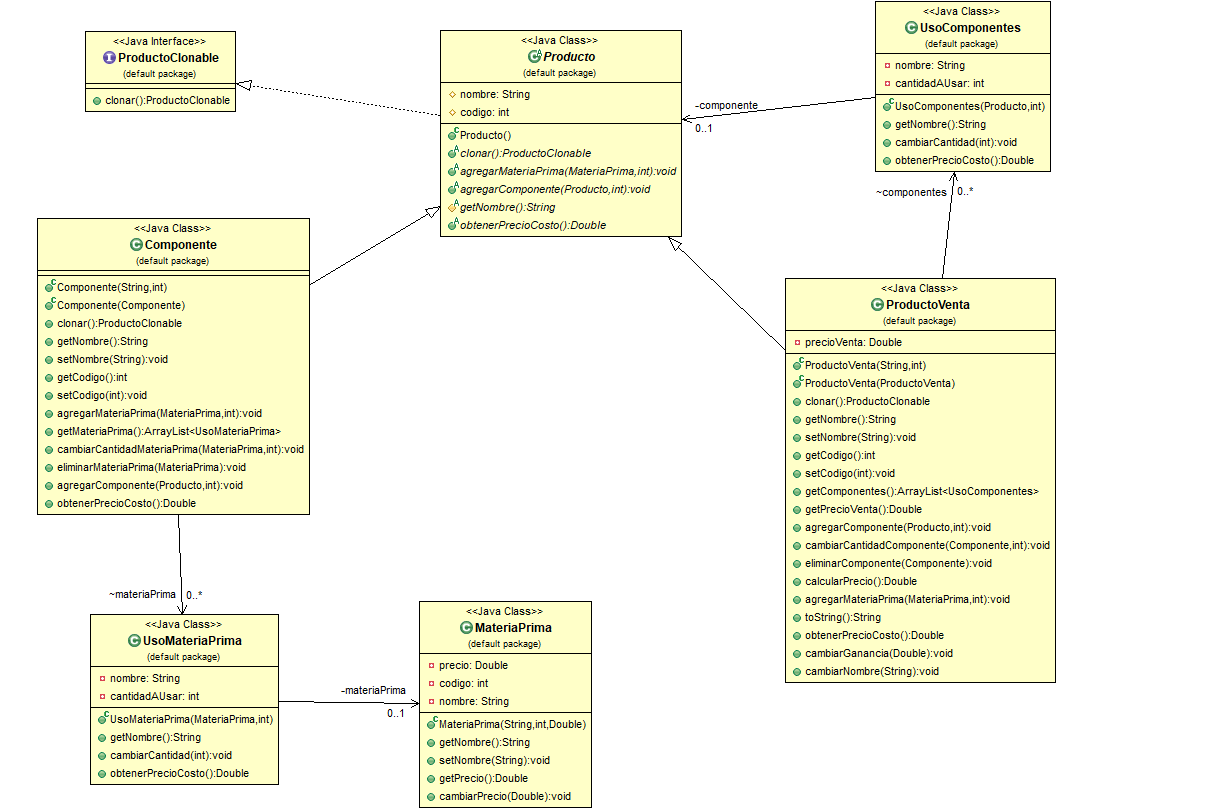 <<Java Interface>>
ProductoClonable
(default package)
clonar():ProductoClonable
<<Java Class>>
Producto
(default package)
nombre: String
codigo: int
Producto()
clonar():ProductoClonable
agregarMateriaPrima(MateriaPrima,int):void
agregarComponente(Producto,int):void
getNombre():String
obtenerPrecioCosto():Double
<<Java Class>>
UsoComponentes
(default package)
nombre: String
cantidadAUsar: int
UsoComponentes(Producto,int)
getNombre():String
cambiarCantidad(int):void
obtenerPrecioCosto():Double
-componente
0..1
~componentes
0..*
<<Java Class>>
Componente
(default package)
Componente(String,int)
Componente(Componente)
clonar():ProductoClonable
getNombre():String
setNombre(String):void
getCodigo():int
setCodigo(int):void
agregarMateriaPrima(MateriaPrima,int):void
getMateriaPrima():ArrayList<UsoMateriaPrima>
cambiarCantidadMateriaPrima(MateriaPrima,int):void
eliminarMateriaPrima(MateriaPrima):void
agregarComponente(Producto,int):void
obtenerPrecioCosto():Double
<<Java Class>>
ProductoVenta
(default package)
precioVenta: Double
ProductoVenta(String,int)
ProductoVenta(ProductoVenta)
clonar():ProductoClonable
getNombre():String
setNombre(String):void
getCodigo():int
setCodigo(int):void
getComponentes():ArrayList<UsoComponentes>
getPrecioVenta():Double
agregarComponente(Producto,int):void
cambiarCantidadComponente(Componente,int):void
eliminarComponente(Componente):void
calcularPrecio():Double
agregarMateriaPrima(MateriaPrima,int):void
toString():String
obtenerPrecioCosto():Double
cambiarGanancia(Double):void
cambiarNombre(String):void
~materiaPrima
0..*
<<Java Class>>
UsoMateriaPrima
(default package)
nombre: String
cantidadAUsar: int
UsoMateriaPrima(MateriaPrima,int)
getNombre():String
cambiarCantidad(int):void
obtenerPrecioCosto():Double
-materiaPrima
0..1
<<Java Class>>
MateriaPrima
(default package)
precio: Double
codigo: int
nombre: String
MateriaPrima(String,int,Double)
getNombre():String
setNombre(String):void
getPrecio():Double
cambiarPrecio(Double):void